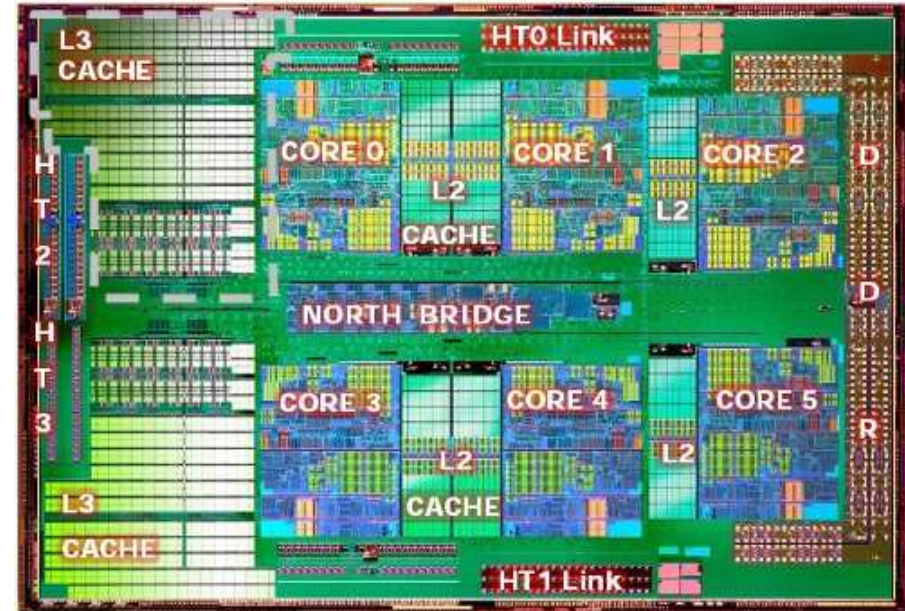 L3
CACHE
HT0 Link
CORE 0
CORE 1
CORE 2
L2
CACHE
L2
H
T
2
NORTH BRIDGE
H
T
3
D
D
R
CORE 3
CORE 4
CORE 5
L2
CACHE
L2
L3
CACHE
HT1 Link